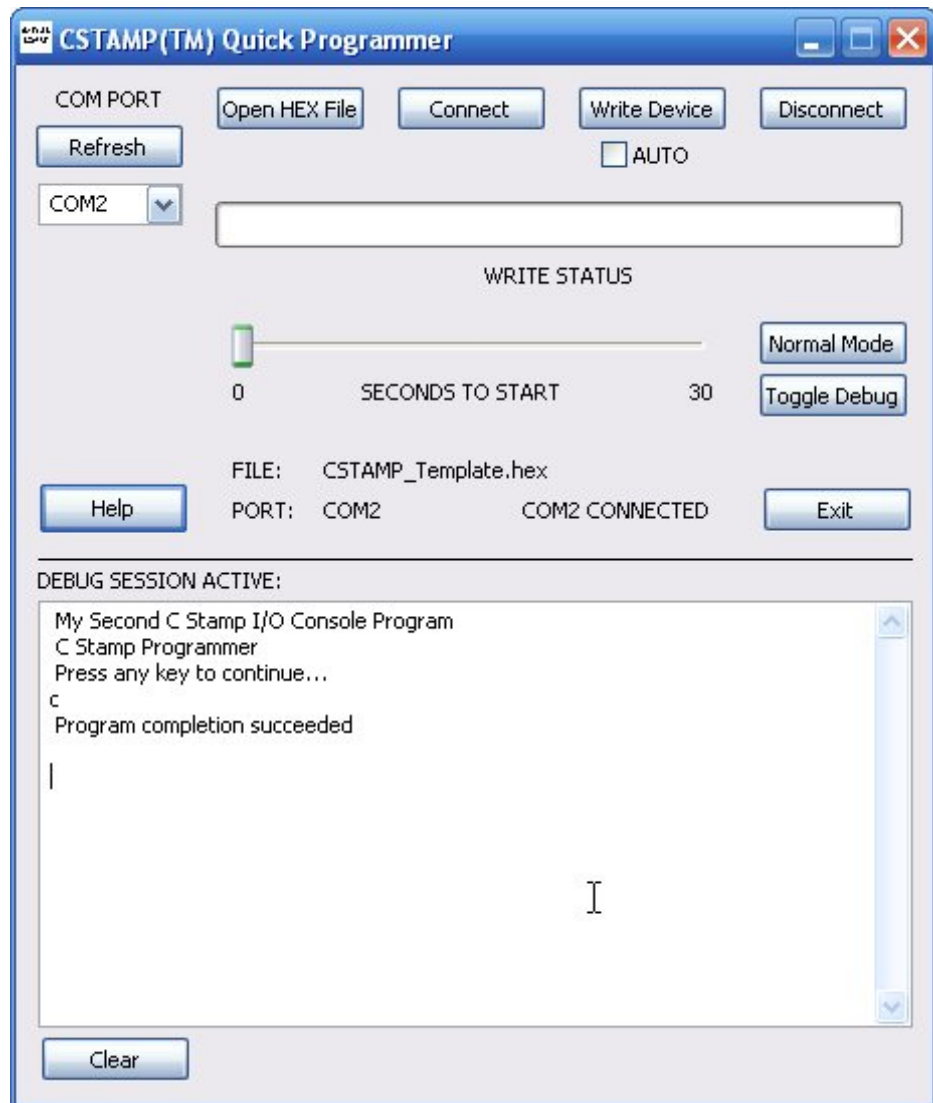 CSTAMP(TM) Quick Programmer
COM PORT
Open HEX File Connect Write Device Disconnect
Refresh
AUTO
COM2
WRITE STATUS
Normal Mode
0 SECONDS TO START 30
Toggle Debug
FILE: CSTAMP_Template.hex
Help PORT: COM2 COM2 CONNECTED Exit
DEBUG SESSION ACTIVE:
My Second C Stamp I/O Console Program
C Stamp Programmer
Press any key to continue...
c
Program completion succeeded
Clear